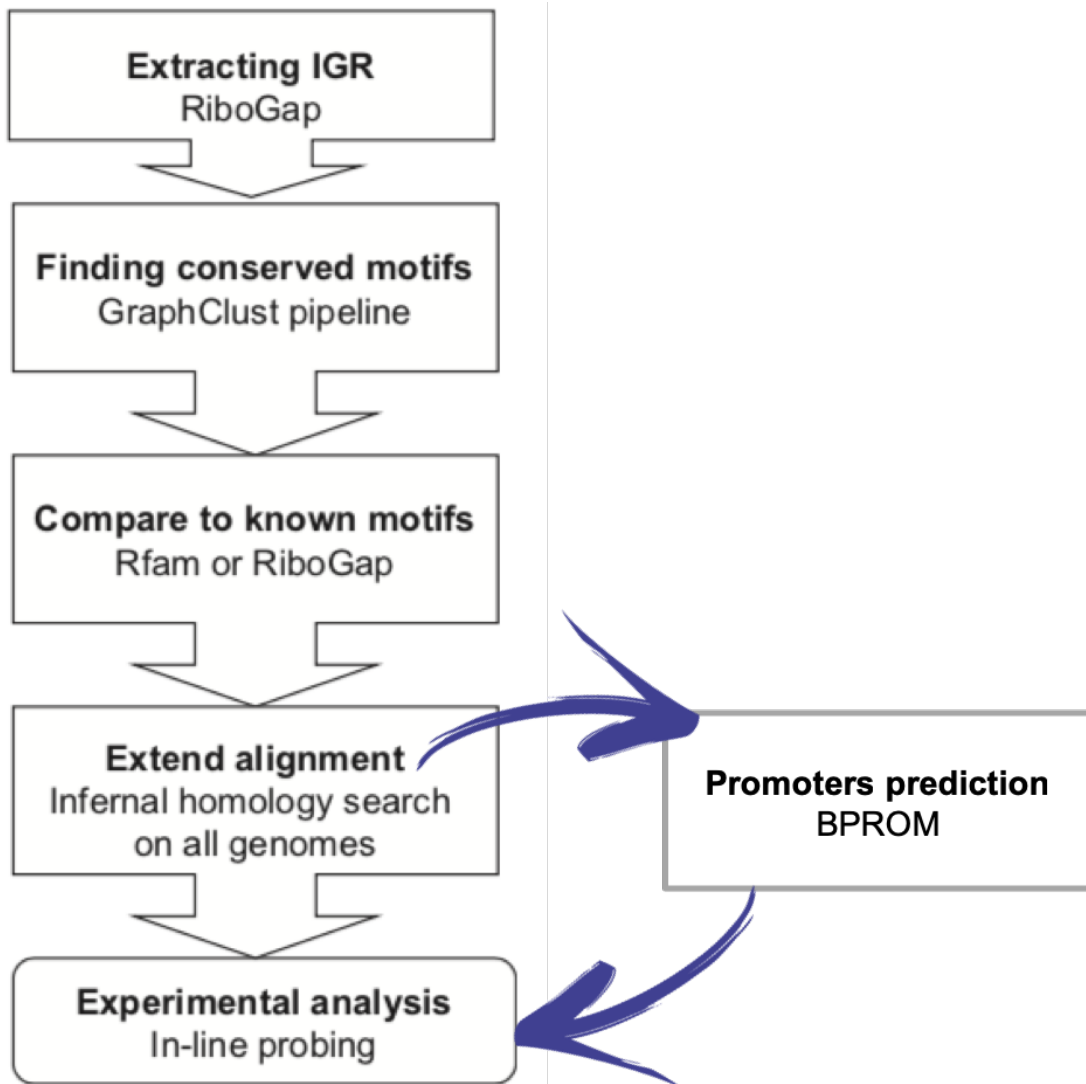 Extracting IGR
RiboGap
Finding conserved motifs
GraphClust pipeline
Compare to known motifs
Rfam or RiboGap
Extend alignment
Infernal homology search
on all genomes
Promoters prediction
BPROM
Experimental analysis
In-line probing